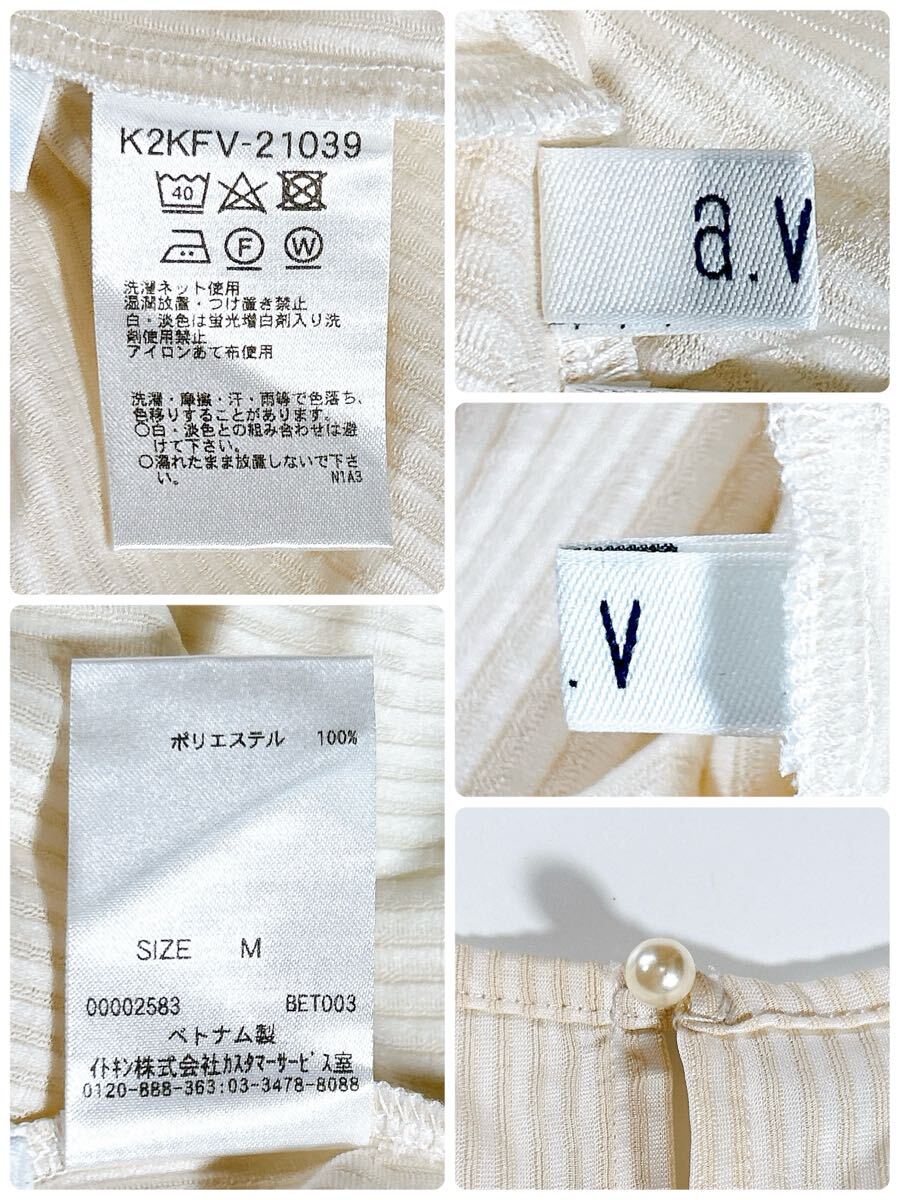 K2KFV-21039
40
F W
洗濯ネット使用
湿潤放置・つけ置き禁止
白・淡色は蛍光増白剤入り洗
剤使用禁止
アイロンあて布使用
洗濯・摩擦・汗・雨等で色落ち、
色移りすることがあります。
○白・淡色との組み合わせは避
けて下さい。
○濡れたまま放置しないで下さ
い。
N1A3
a.v
.v
ポリエステル 100%
SIZE M
00002583 BET003
ベトナム製
イトキン株式会社カスタマーサービス室
0120-888-363:03-3478-8088